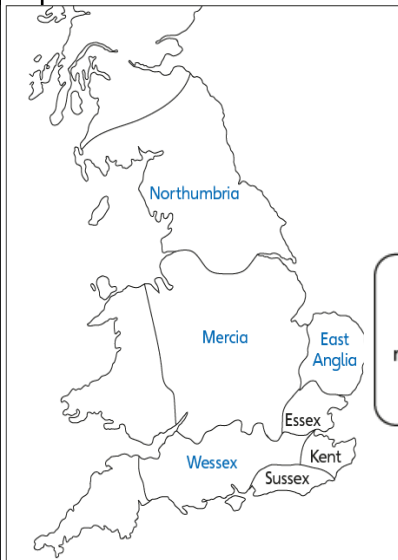 Northumbria
Mercia
East
Anglia
Essex
Wessex
Kent
Sussex